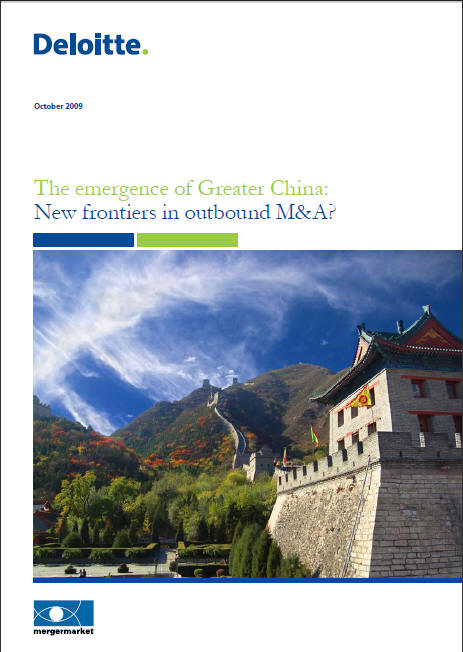 Deloitte.
October 2009
The emergence of Greater China:
New frontiers in outbound M&A?
mergermarket